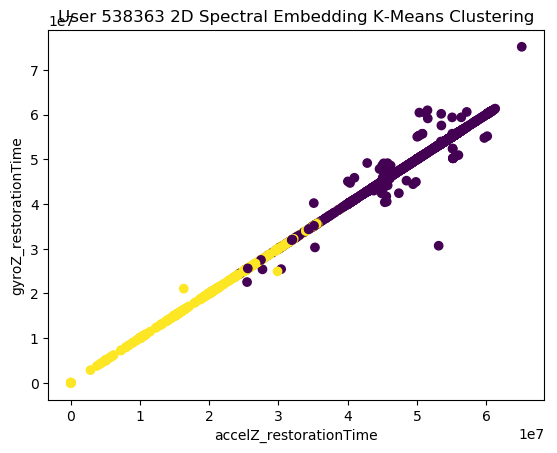 User 538363 2D Spectral Embedding K-Means Clustering
1e7
7
6
5
4
3
2
1
0
gyroZ_restorationTime
0 1 2 3 4 5 6
accelZ_restorationTime
1e7